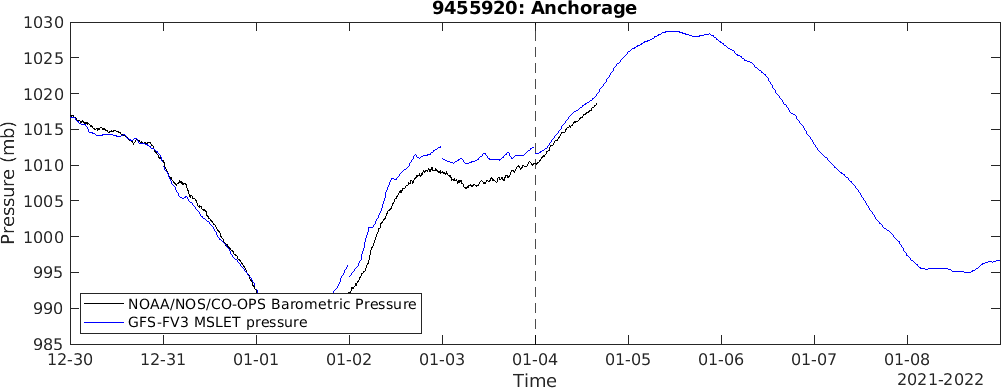 9455920: Anchorage
Pressure (mb)
1030
1025
1020
1015
1010
1005
1000
995
990
985
NOAA/NOS/CO-OPS Barometric Pressure
GFS-FV3 MSLET pressure
12-30 12-31 01-01 01-02 01-03 01-04 01-05 01-06 01-07 01-08
Time
2021-2022